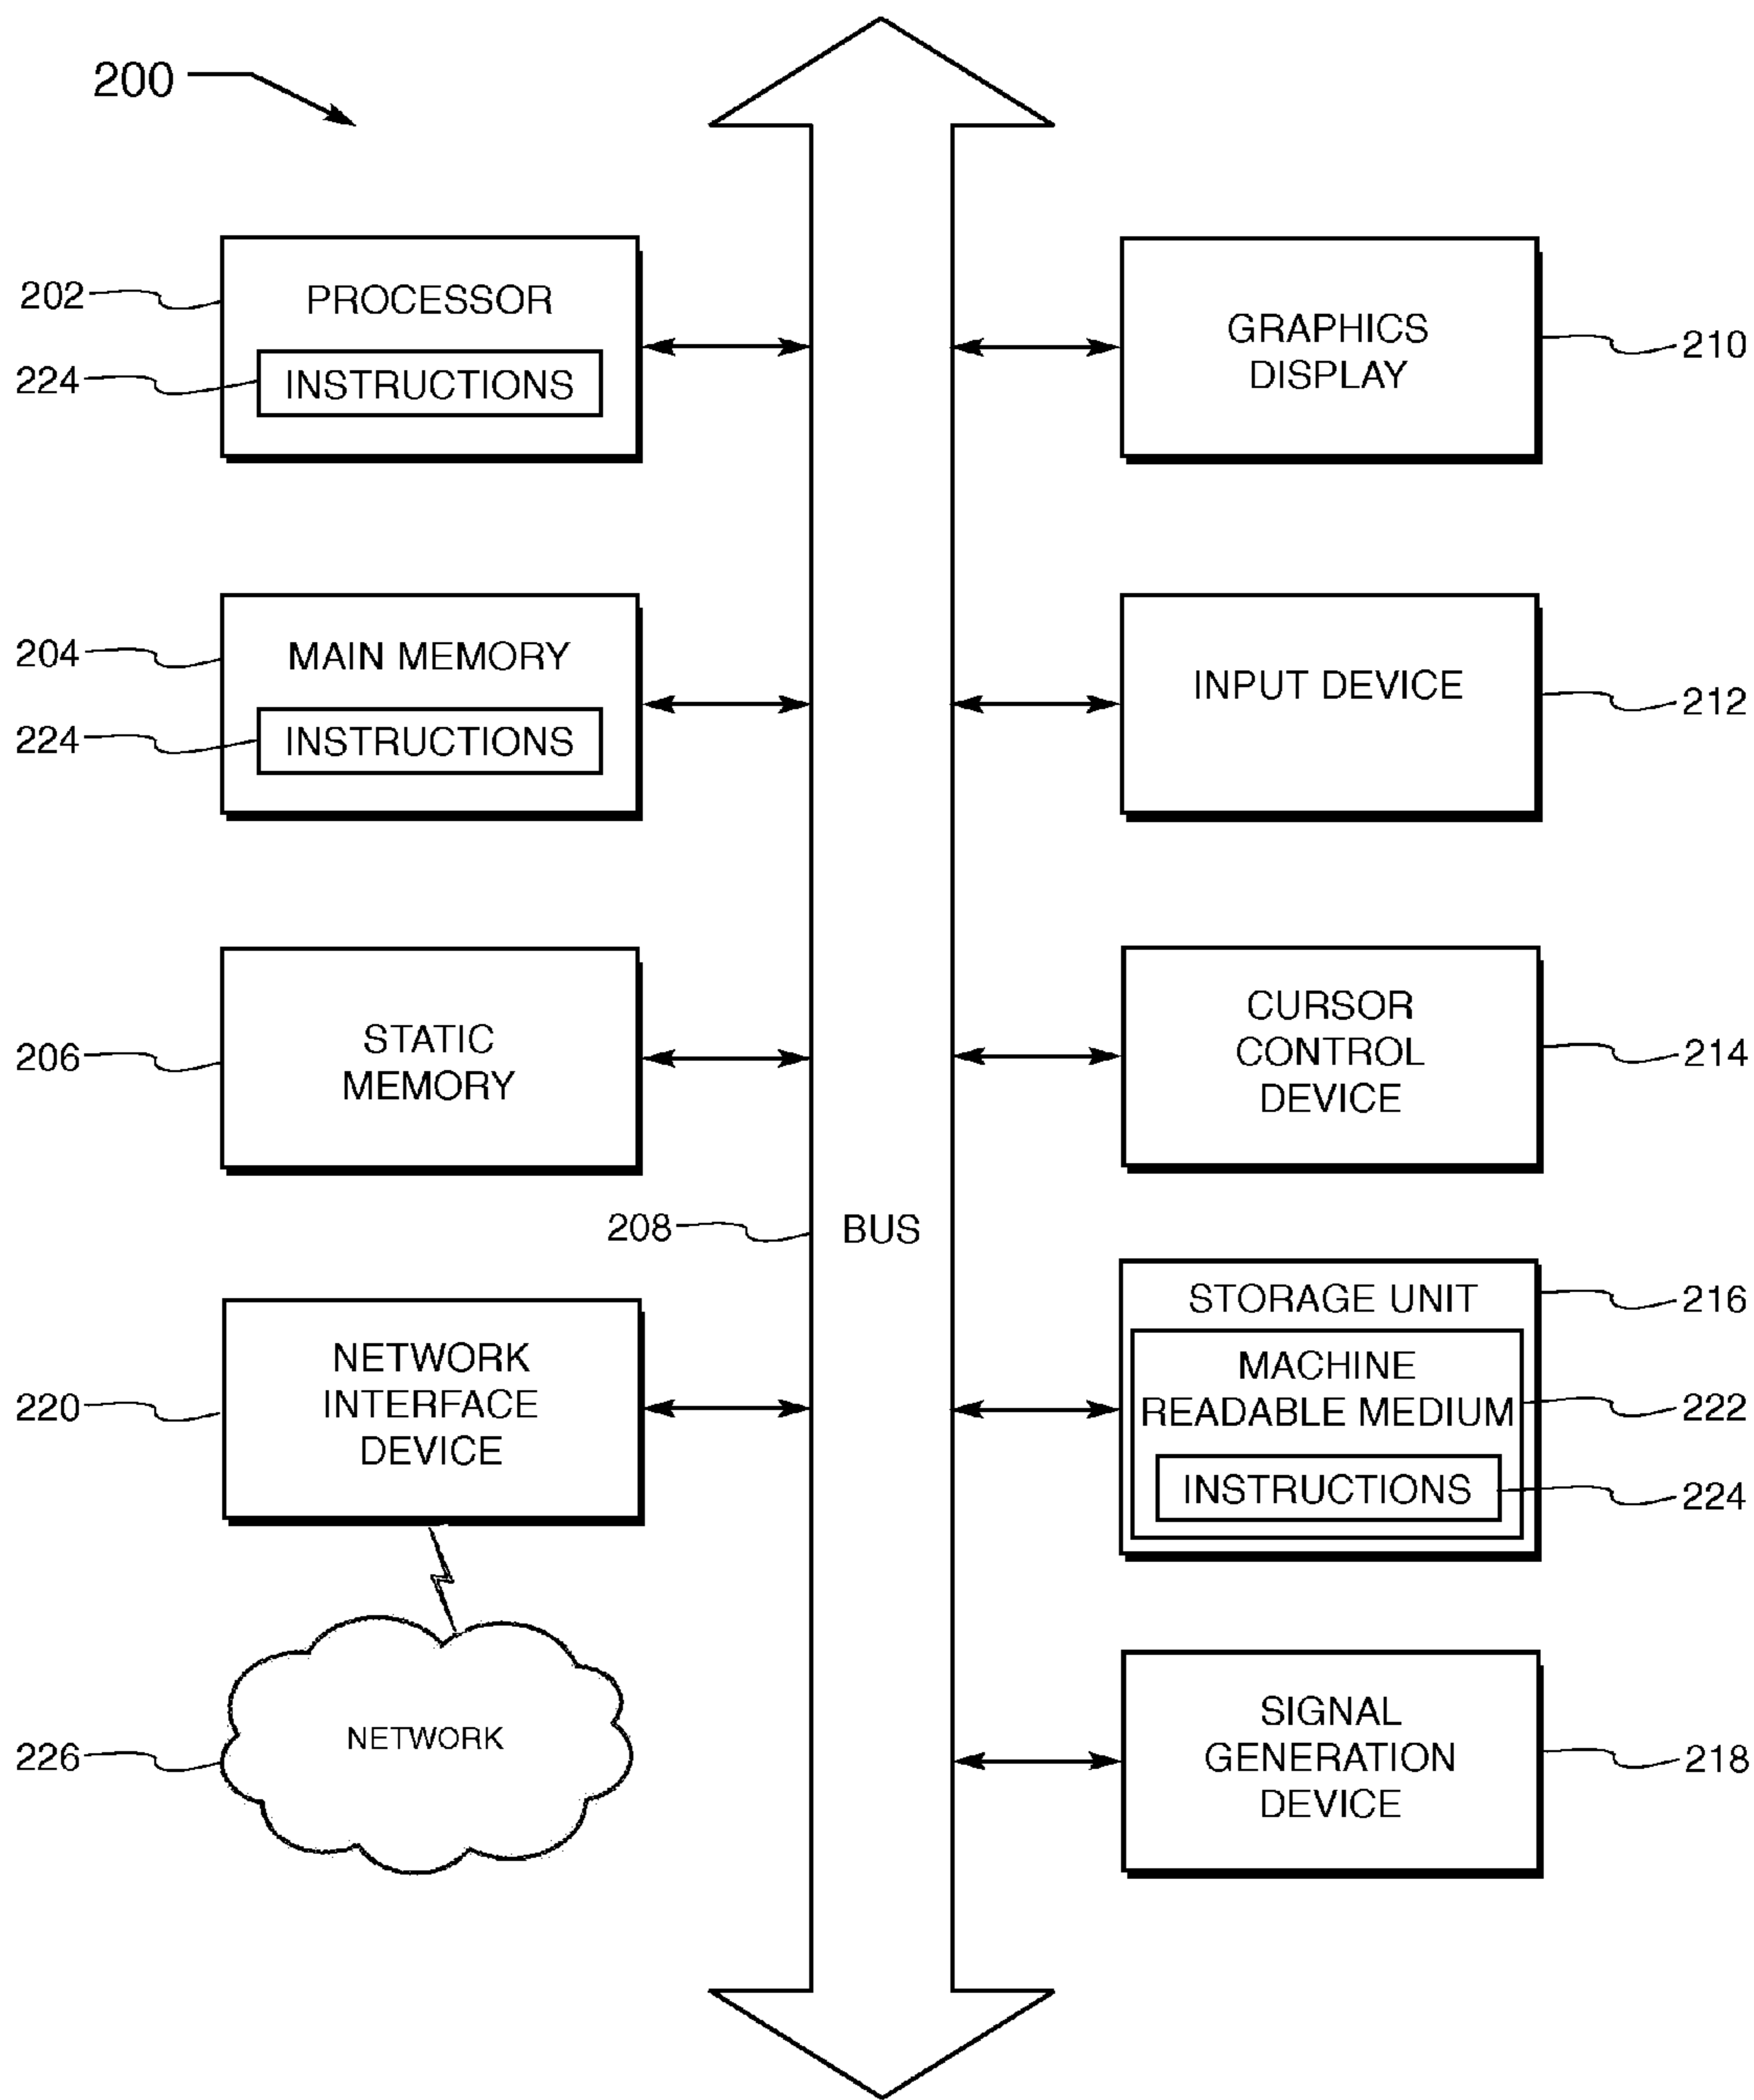 200
202
PROCESSOR
224
INSTRUCTIONS
204
MAIN MEMORY
224
INSTRUCTIONS
206
STATIC
MEMORY
208
BUS
220
NETWORK
INTERFACE
DEVICE
226
NETWORK
GRAPHICS
DISPLAY
210
INPUT DEVICE
212
CURSOR
CONTROL
DEVICE
214
STORAGE UNIT
216
MACHINE
READABLE MEDIUM
222
INSTRUCTIONS
224
SIGNAL
GENERATION
DEVICE
218